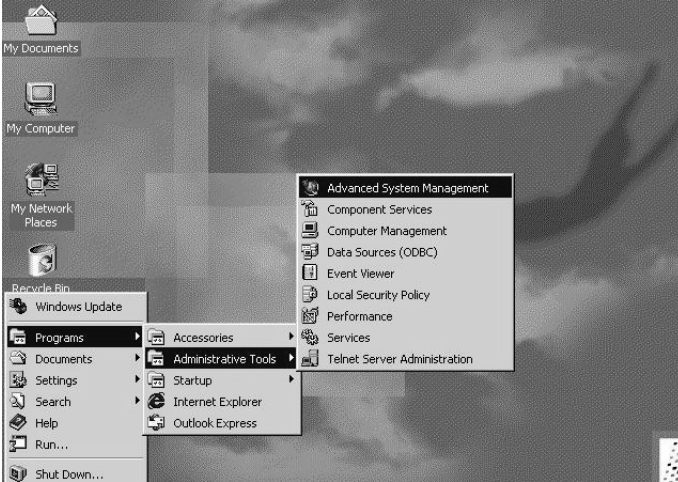 My Documents
My Computer
My Network
Places
Recycle Bin
Windows Update
Programs
Documents
Settings
Search
Help
Run...
Shut Down...
Accessories
Administrative Tools
Startup
Internet Explorer
Outlook Express
Advanced System Management
Component Services
Computer Management
Data Sources (ODBC)
Event Viewer
Local Security Policy
Performance
Services
Telnet Server Administration